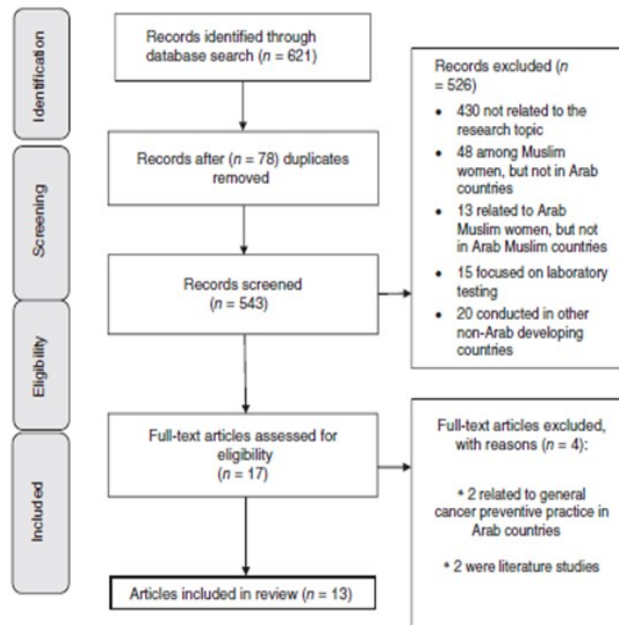 Identification
Records identified through
database search (n = 621)
Records after (n = 78) duplicates
removed
Screening
Records screened
(n = 543)
Records excluded (n
= 526)
• 430 not related to the
research topic
• 48 among Muslim
women, but not in Arab
countries
• 13 related to Arab
Muslim women, but not
in Arab Muslim countries
• 15 focused on laboratory
testing
• 20 conducted in other
non-Arab developing
countries
Eligibility
Full-text articles assessed for
eligibility
(n = 17)
Full-text articles excluded,
with reasons (n = 4):
* 2 related to general
cancer preventive practice in
Arab countries
* 2 were literature studies
Included
Articles included in review (n = 13)